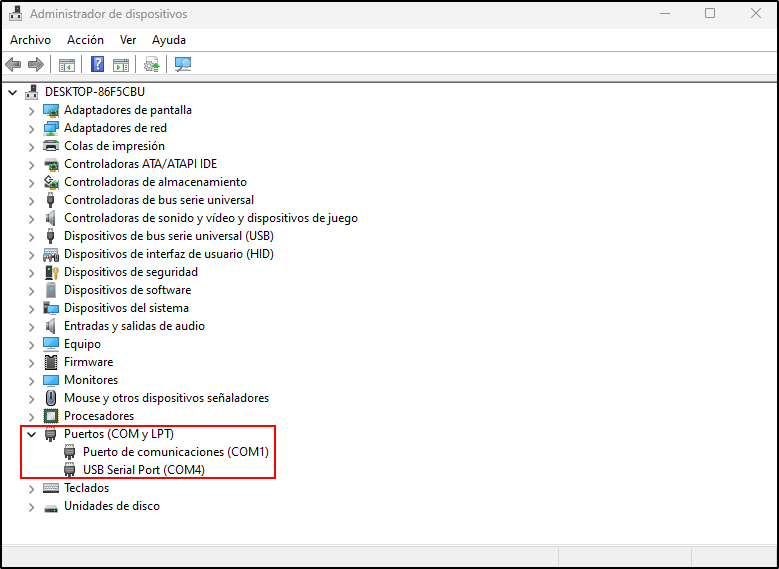 Administrador de dispositivos
Archivo Acción Ver Ayuda
DESKTOP-86F5CBU
Adaptadores de pantalla
Adaptadores de red
Colas de impresión
Controladoras ATA/ATAPI IDE
Controladoras de almacenamiento
Controladoras de bus serie universal
Controladoras de sonido y vídeo y dispositivos de juego
Dispositivos de bus serie universal (USB)
Dispositivos de interfaz de usuario (HID)
Dispositivos de seguridad
Dispositivos de software
Dispositivos del sistema
Entradas y salidas de audio
Equipo
Firmware
Monitores
Mouse y otros dispositivos señaladores
Procesadores
Puertos (COM y LPT)
Puerto de comunicaciones (COM1)
USB Serial Port (COM4)
Teclados
Unidades de disco